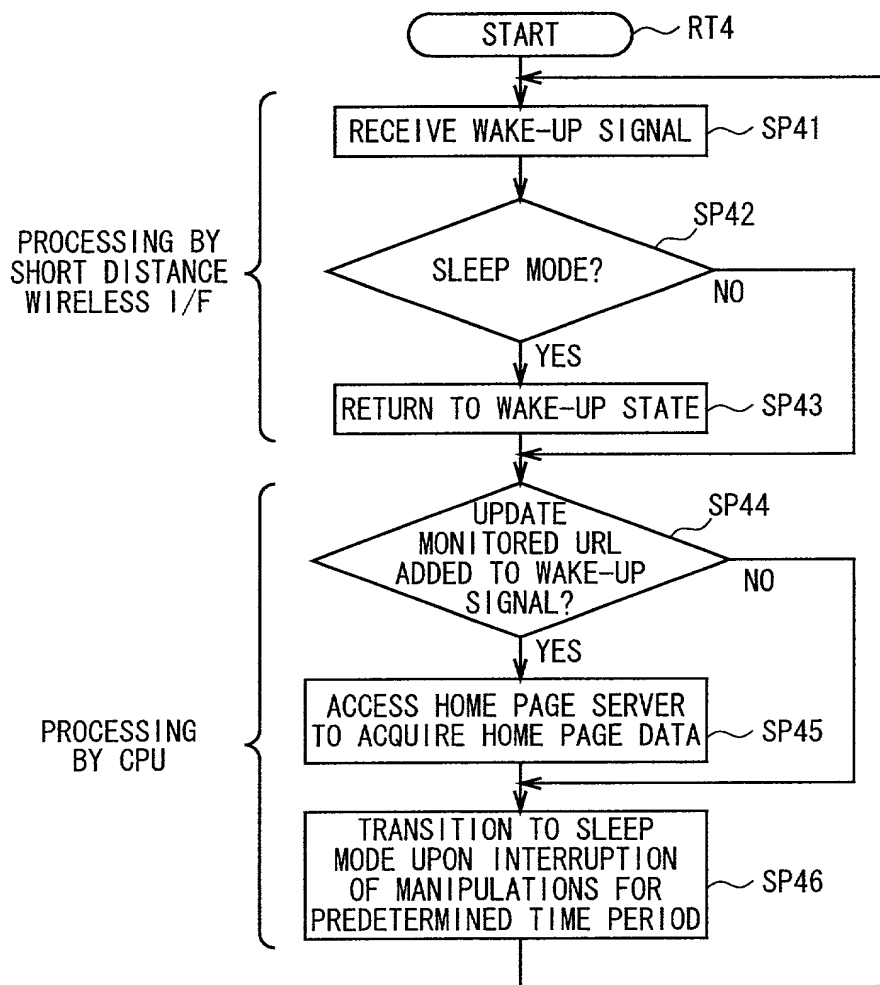 START
RT4
RECEIVE WAKE-UP SIGNAL
SP41
SP42
PROCESSING BY
SHORT DISTANCE
WIRELESS I/F
SLEEP MODE?
NO
YES
RETURN TO WAKE-UP STATE
SP43
SP44
UPDATE
MONITORED URL
ADDED TO WAKE-UP
SIGNAL?
NO
YES
PROCESSING
BY CPU
ACCESS HOME PAGE SERVER
TO ACQUIRE HOME PAGE DATA
SP45
TRANSITION TO SLEEP
MODE UPON INTERRUPTION
OF MANIPULATIONS FOR
PREDETERMINED TIME PERIOD
SP46